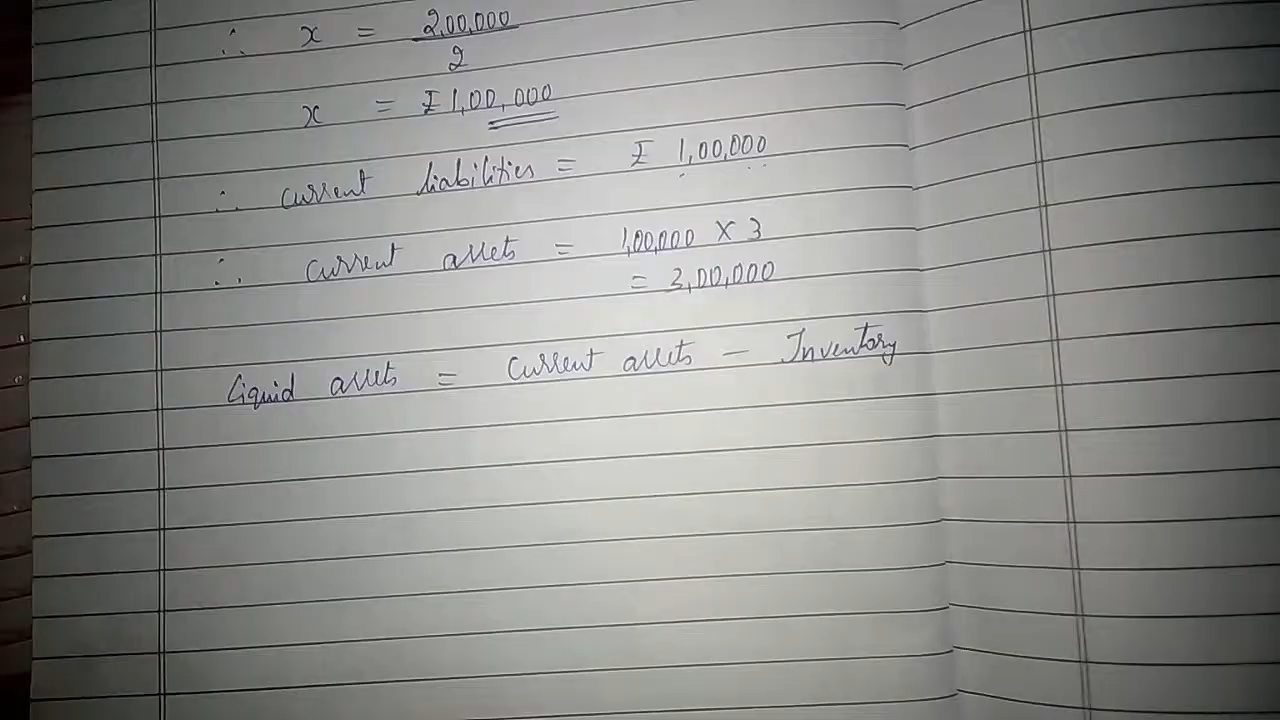 ∴ x = 2,00,000
2
x = ₹ 1,00,000
∴ current liabilities = ₹ 1,00,000
∴ current assets = 1,00,000 × 3
= 3,00,000
Liquid assets = current assets - Inventory